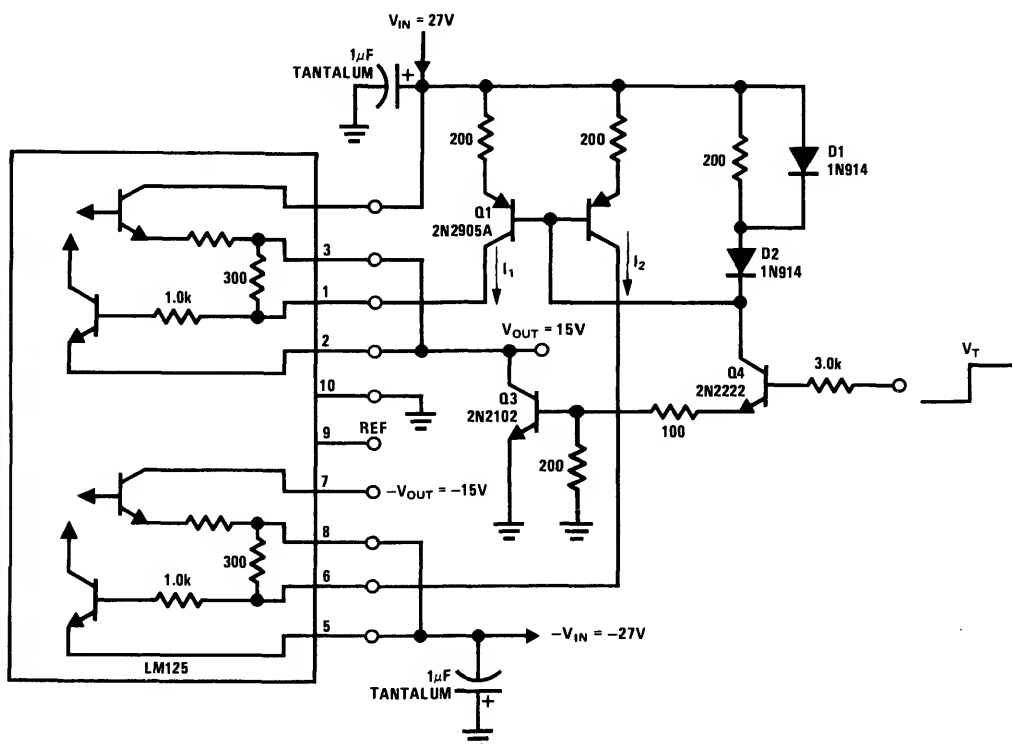 V_IN = 27V
1μF
TANTALUM
+
200
200
200
D1
1N914
Q1
2N2905A
D2
1N914
I_1
I_2
3
300
1.0k
1
2
V_OUT = 15V
10
Q4
2N2222
3.0k
V_T
Q3
2N2102
100
200
9
REF
7
-V_OUT = -15V
8
300
1.0k
6
5
-V_IN = -27V
LM125
1μF
TANTALUM
+